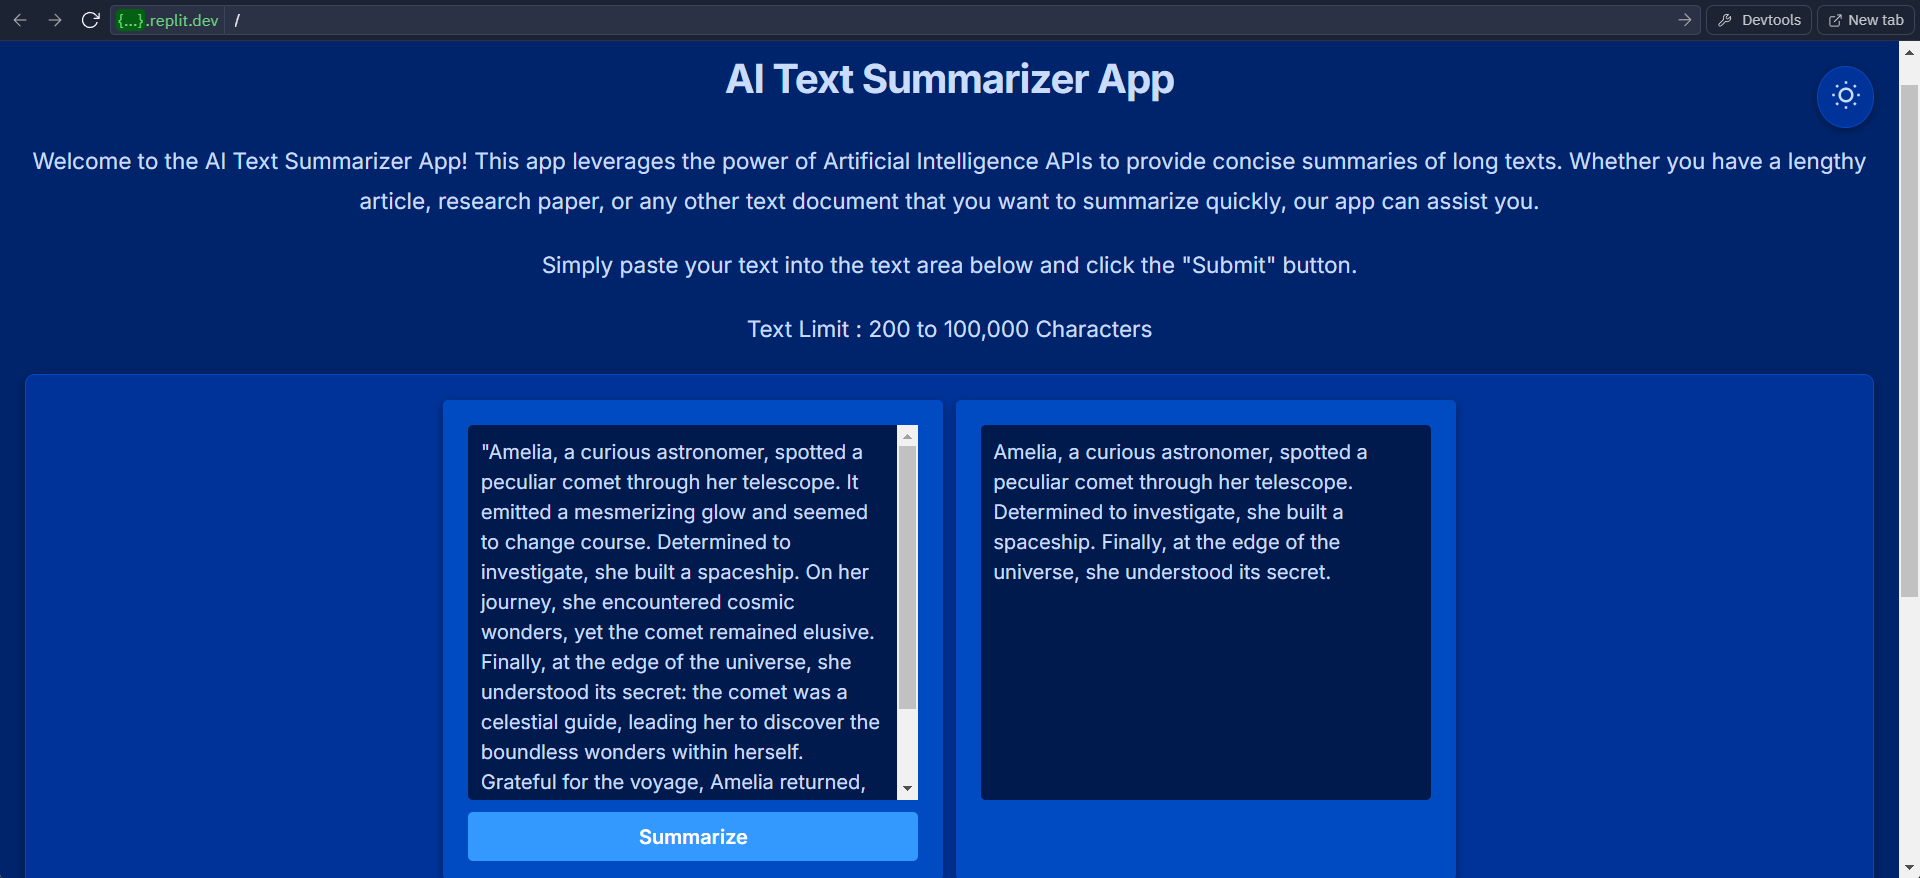 {...}.replit.dev /
Devtools
New tab
AI Text Summarizer App
Welcome to the AI Text Summarizer App! This app leverages the power of Artificial Intelligence APIs to provide concise summaries of long texts. Whether you have a lengthy
article, research paper, or any other text document that you want to summarize quickly, our app can assist you.
Simply paste your text into the text area below and click the "Submit" button.
Text Limit : 200 to 100,000 Characters
"Amelia, a curious astronomer, spotted a
peculiar comet through her telescope. It
emitted a mesmerizing glow and seemed
to change course. Determined to
investigate, she built a spaceship. On her
journey, she encountered cosmic
wonders, yet the comet remained elusive.
Finally, at the edge of the universe, she
understood its secret: the comet was a
celestial guide, leading her to discover the
boundless wonders within herself.
Grateful for the voyage, Amelia returned,
Summarize
Amelia, a curious astronomer, spotted a
peculiar comet through her telescope.
Determined to investigate, she built a
spaceship. Finally, at the edge of the
universe, she understood its secret.